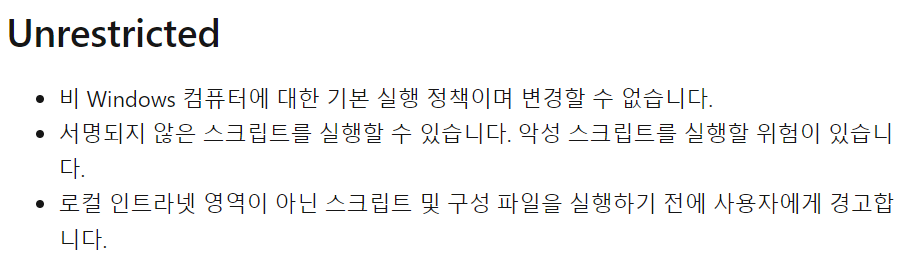 Unrestricted
• 비 Windows 컴퓨터에 대한 기본 실행 정책이며 변경할 수 없습니다.
• 서명되지 않은 스크립트를 실행할 수 있습니다. 악성 스크립트를 실행할 위험이 있습니
다.
• 로컬 인트라넷 영역이 아닌 스크립트 및 구성 파일을 실행하기 전에 사용자에게 경고합
니다.